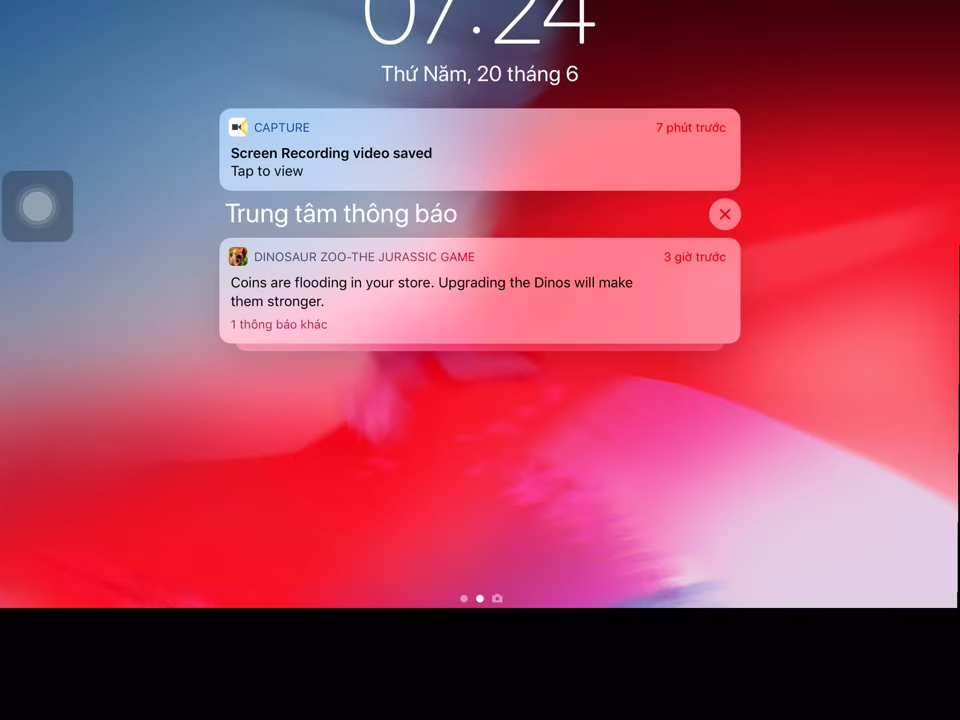 07:24
Thứ Năm, 20 tháng 6
CAPTURE
7 phút trước
Screen Recording video saved
Tap to view
Trung tâm thông báo
DINOSAUR ZOO-THE JURASSIC GAME
3 giờ trước
Coins are flooding in your store. Upgrading the Dinos will make
them stronger.
1 thông báo khác